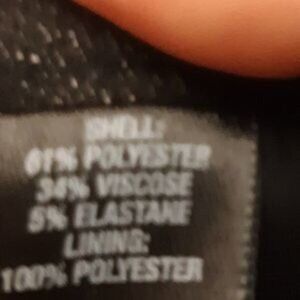 SHELL:
61% POLYESTER
34% VISCOSE
5% ELASTANE
LINING:
100% POLYESTER